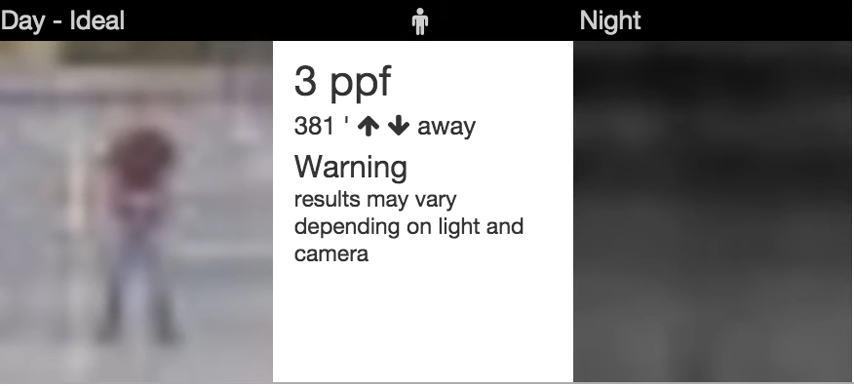 Day - Ideal
Night
3 ppf
381 ' away
Warning
results may vary
depending on light and
camera